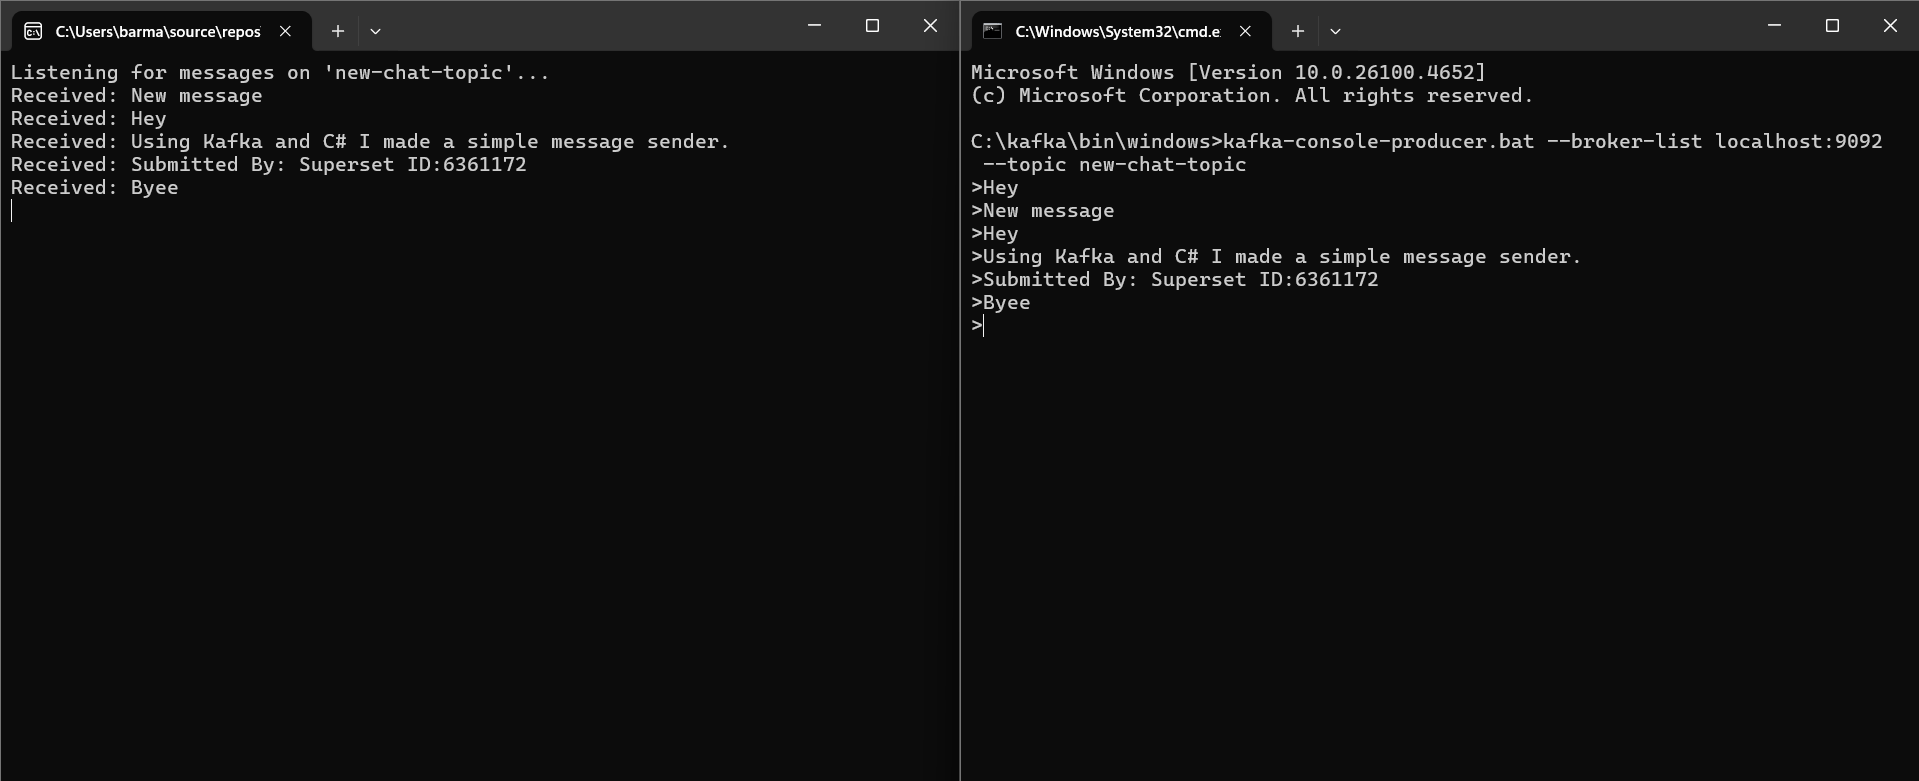 C:\Users\barma\source\repos
Listening for messages on 'new-chat-topic'...
Received: New message
Received: Hey
Received: Using Kafka and C# I made a simple message sender.
Received: Submitted By: Superset ID:6361172
Received: Byee
C:\Windows\System32\cmd.e
Microsoft Windows [Version 10.0.26100.4652]
(c) Microsoft Corporation. All rights reserved.
C:\kafka\bin\windows>kafka-console-producer.bat --broker-list localhost:9092
--topic new-chat-topic
>Hey
>New message
>Hey
>Using Kafka and C# I made a simple message sender.
>Submitted By: Superset ID:6361172
>Byee
>